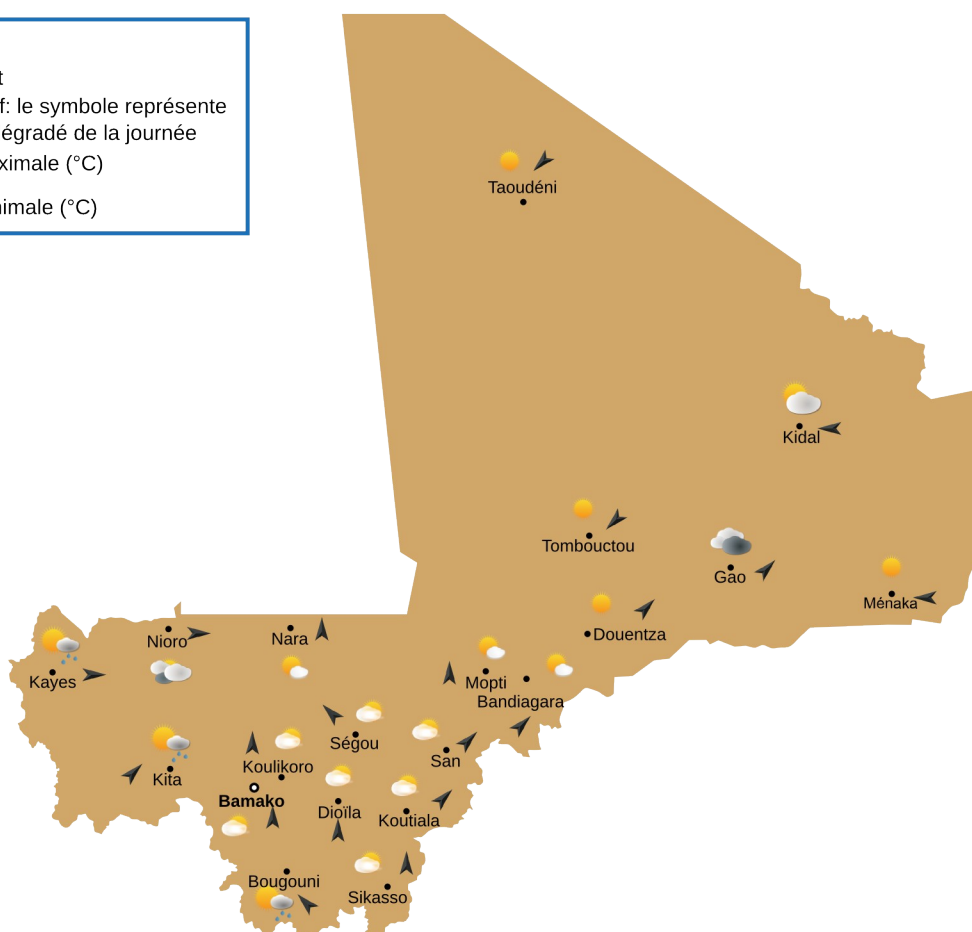 t
f: le symbole représente
égradé de la journée
ximale (°C)
nimale (°C)
Taoudéni
Kidal
Tombouctou
Gao
Ménaka
Douentza
Nioro
Nara
Kayes
Mopti
Bandiagara
Ségou
San
Koulikoro
Kita
Bamako
Dioïla
Koutiala
Bougouni
Sikasso